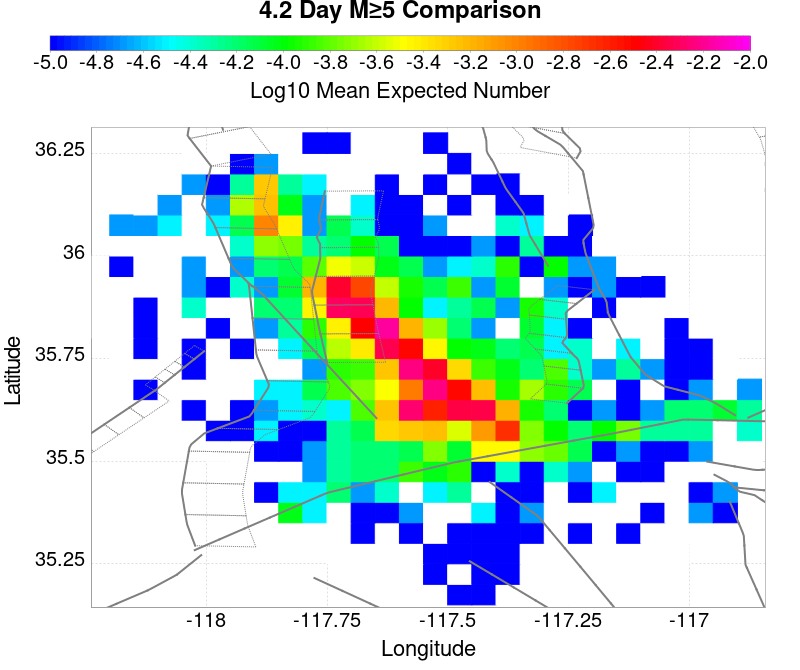 4.2 Day M≥5 Comparison
-5.0 -4.8 -4.6 -4.4 -4.2 -4.0 -3.8 -3.6 -3.4 -3.2 -3.0 -2.8 -2.6 -2.4 -2.2 -2.0
Log10 Mean Expected Number
36.25
36
35.75
35.5
35.25
Latitude
-118 -117.75 -117.5 -117.25 -117
Longitude